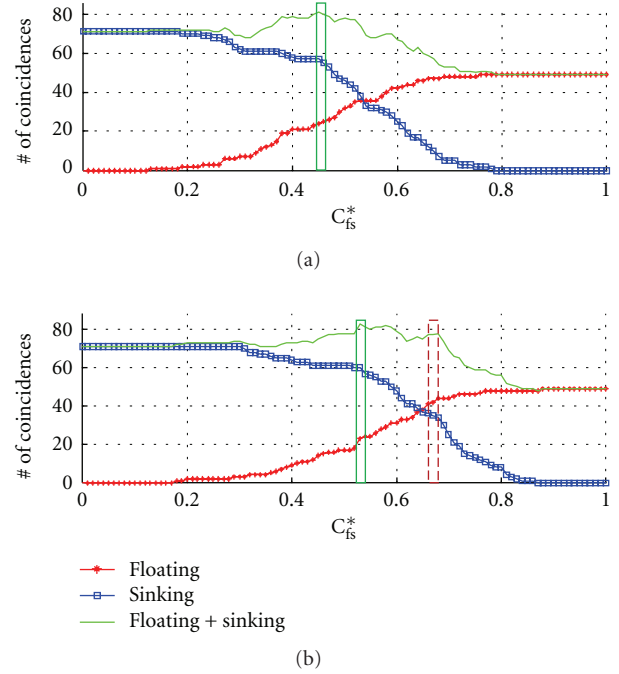 80
60
40
20
0
# of coincidences
0 0.2 0.4 0.6 0.8 1
C*fs
(a)
80
60
40
20
0
# of coincidences
0 0.2 0.4 0.6 0.8 1
C*fs
Floating
Sinking
Floating + sinking
(b)